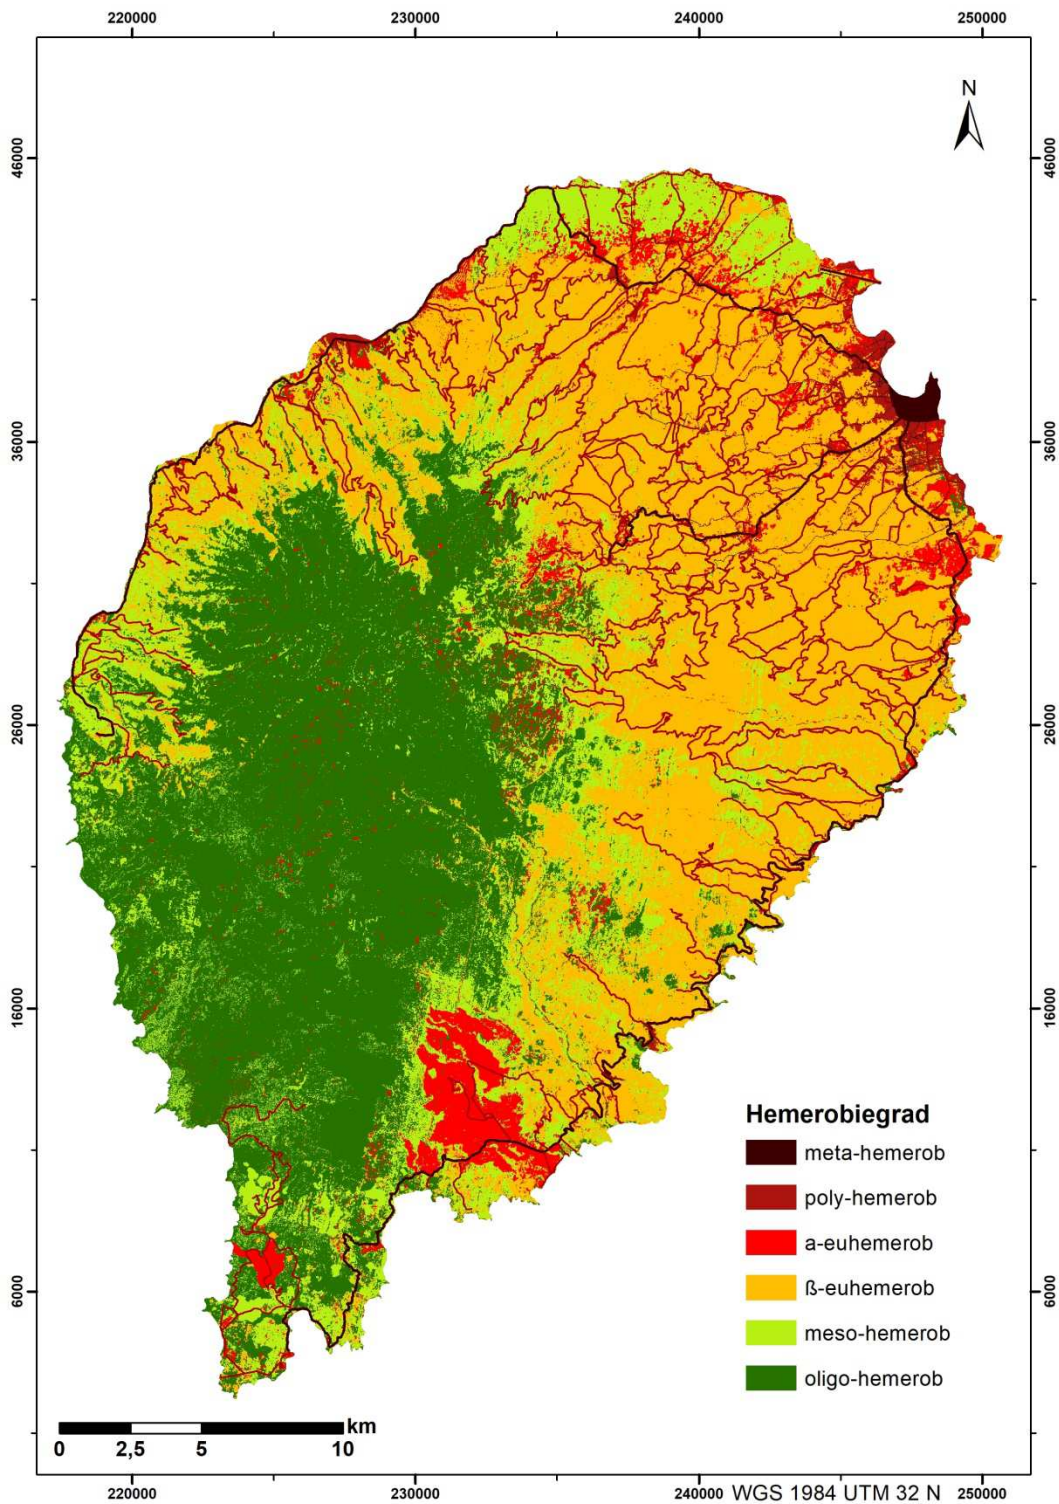 220000 230000 240000 250000
N
46000 46000
36000 36000
26000 26000
16000 16000
Hemerobiegrad
meta-hemerob
poly-hemerob
a-euhemerob
ß-euhemerob
meso-hemerob
oligo-hemerob
6000 6000
km
0 2,5 5 10
220000 230000 240000 250000
WGS 1984 UTM 32 N